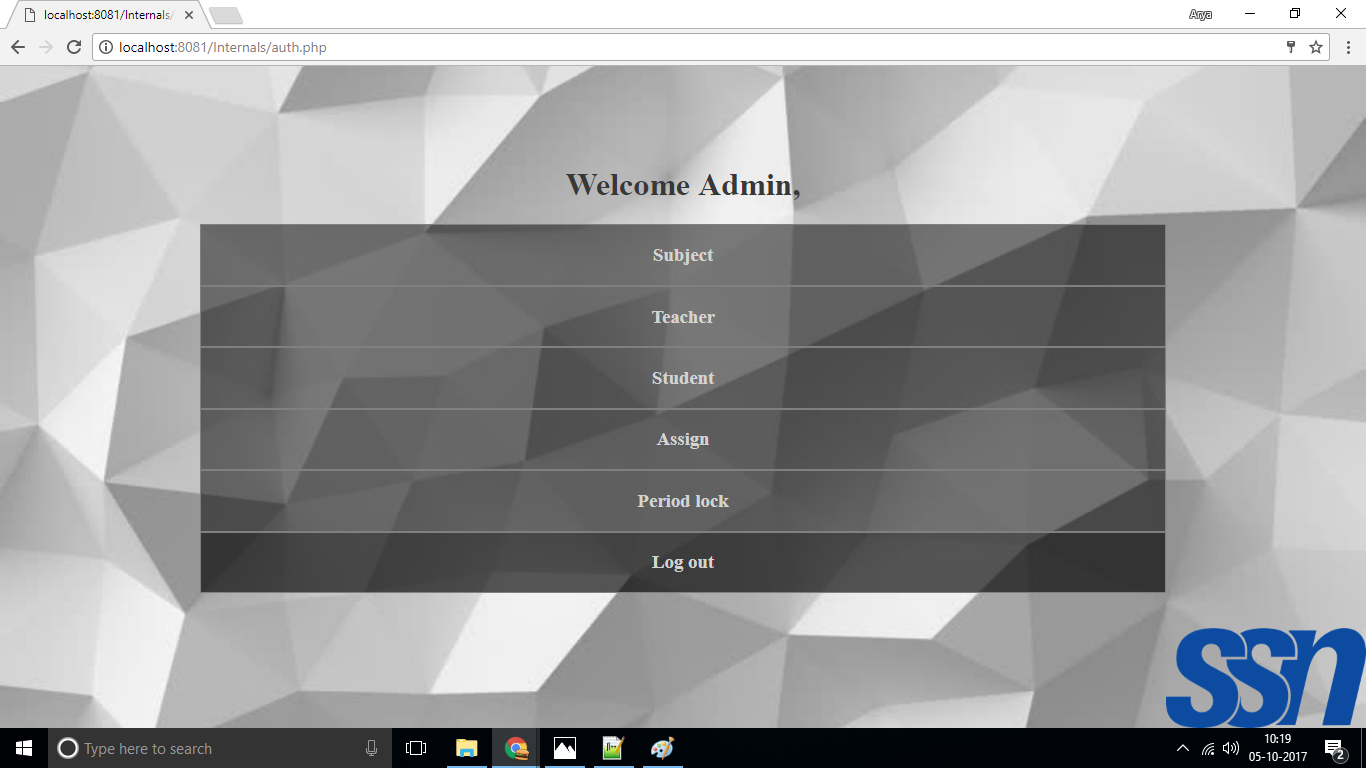 localhost:8081/Internals/
Arya
localhost:8081/Internals/auth.php
Welcome Admin,
Subject
Teacher
Student
Assign
Period lock
Log out
ssn
Type here to search
10:19
05-10-2017
2